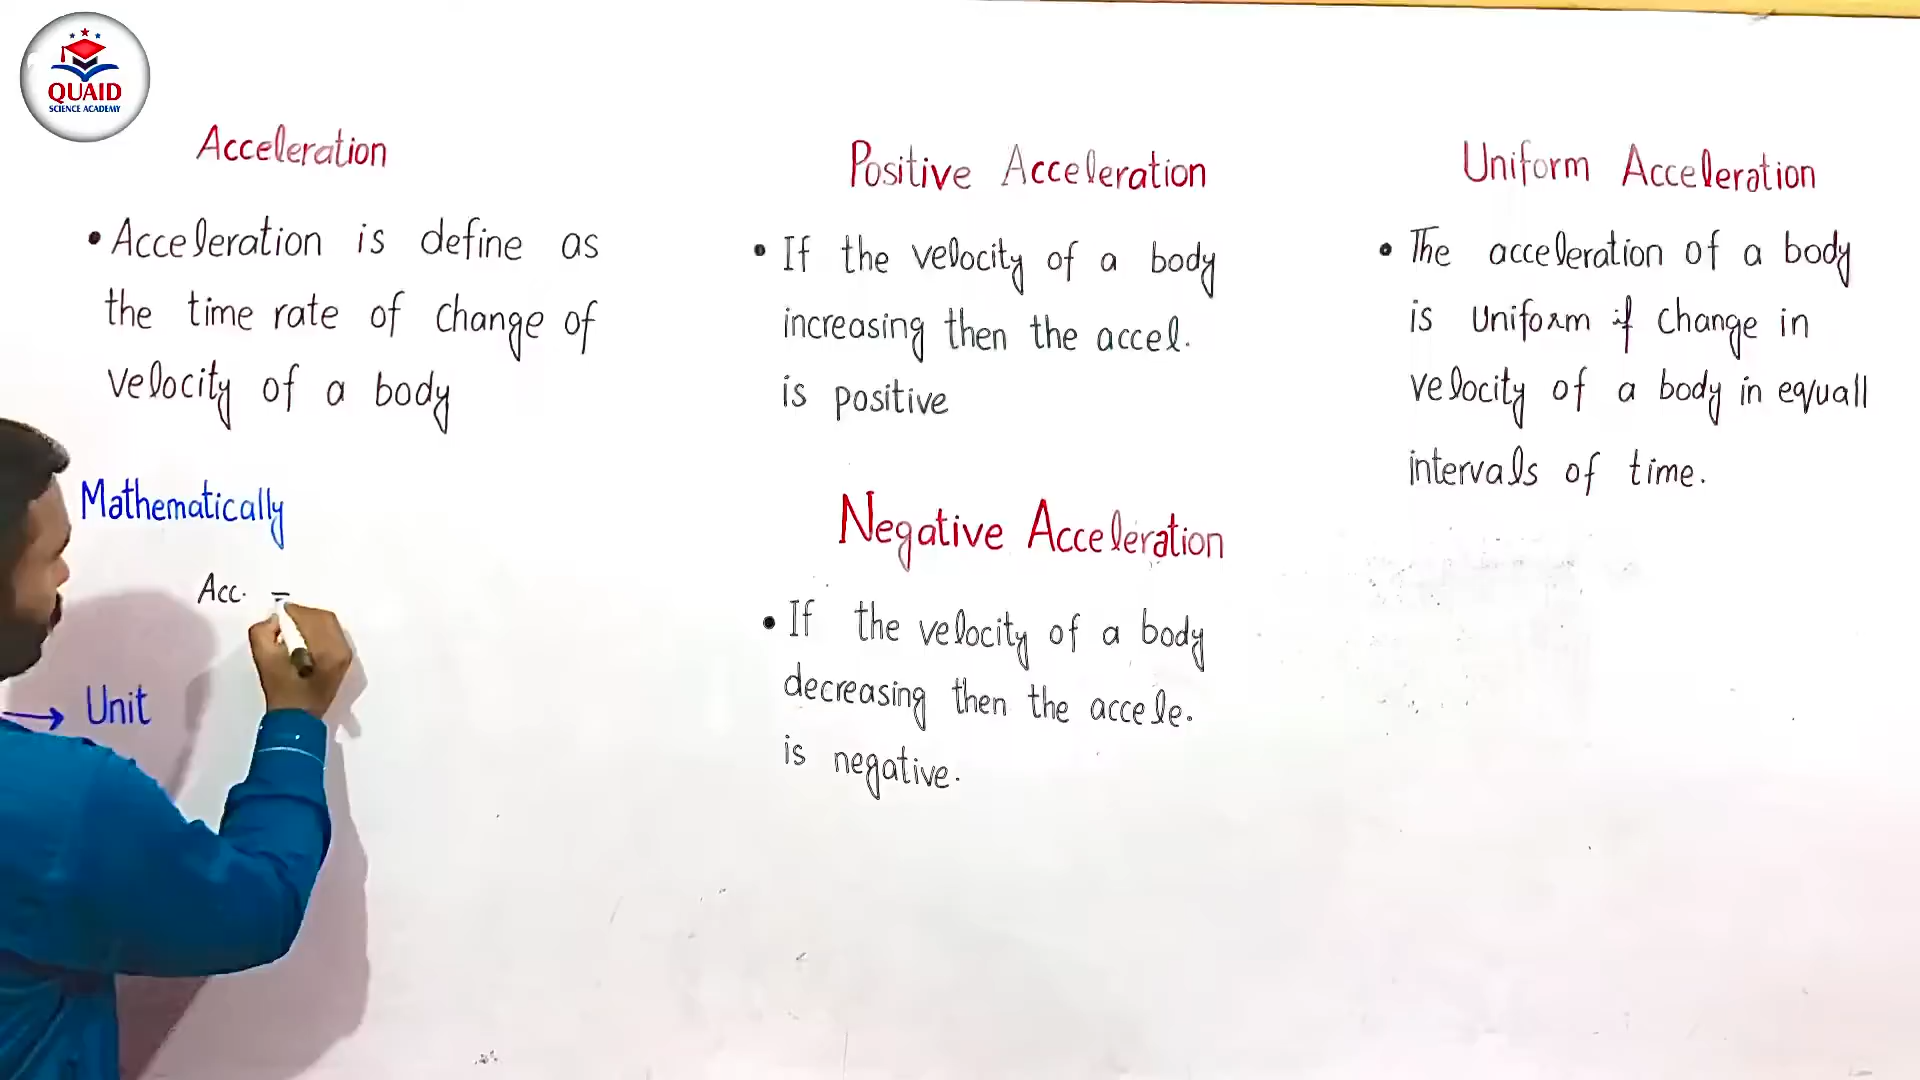 QUAID
SCIENCE ACADEMY
Acceleration
• Acceleration is define as
the time rate of change of
velocity of a body
Mathematically
Acc. =
→ Unit
Positive Acceleration
• If the velocity of a body
increasing then the accel.
is positive
Negative Acceleration
• If the velocity of a body
decreasing then the accele.
is negative.
Uniform Acceleration
• The acceleration of a body
is uniform if change in
velocity of a body in equall
intervals of time.